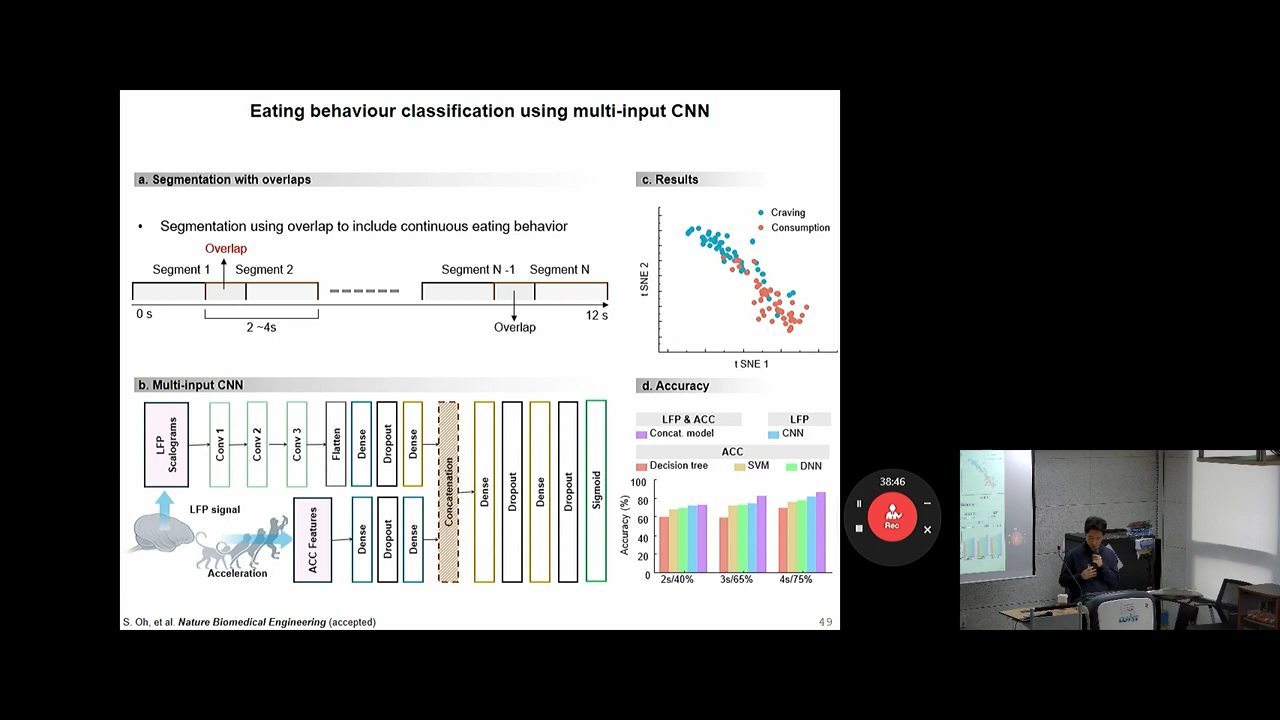 Eating behaviour classification using multi-input CNN
a. Segmentation with overlaps
• Segmentation using overlap to include continuous eating behavior
Overlap
Segment 1
Segment 2
Segment N -1
Segment N
0 s
2 ~4s
Overlap
12 s
b. Multi-input CNN
LFP Scalograms
Conv 1
Conv 2
Conv 3
Flatten
Dense
Dropout
Dense
Concatenation
Dense
Dropout
Dense
Dropout
Sigmoid
LFP signal
Acceleration
ACC Features
Dense
Dropout
Dense
c. Results
Craving
Consumption
t SNE 2
t SNE 1
d. Accuracy
LFP & ACC
LFP
Concat. model
CNN
ACC
Decision tree
SVM
DNN
Accuracy (%)
100
80
60
40
20
0
2s/40%
3s/65%
4s/75%
S. Oh, et al. Nature Biomedical Engineering (accepted)
49
38:46
Rec